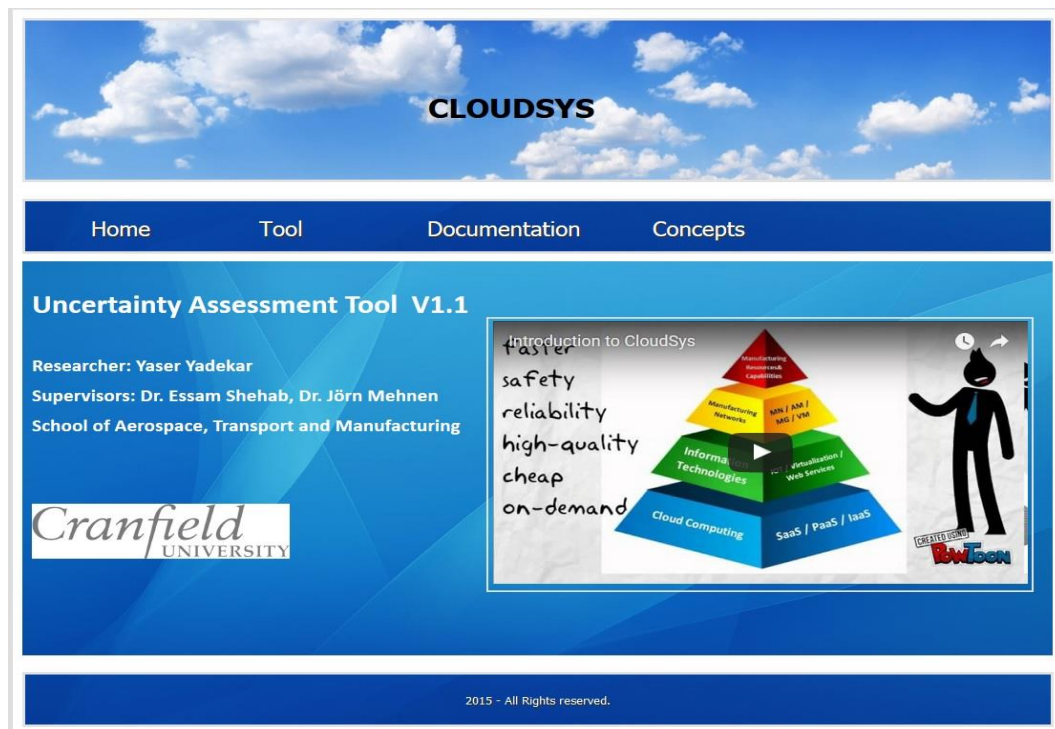 CLOUDSYS
Home Tool Documentation Concepts
Uncertainty Assessment Tool V1.1
Researcher: Yaser Yadekar
Supervisors: Dr. Essam Shehab, Dr. Jörn Mehnen
School of Aerospace, Transport and Manufacturing
Cranfield
UNIVERSITY
Introduction to CloudSys
faster
safety
reliability
high-quality
cheap
on-demand
Manufacturing
Resources&
Capabilities
Manufacturing
Networks
MN / AM /
MG / VM
Information
Technologies
IOT / Virtualization /
Web Services
Cloud Computing
SaaS / PaaS / IaaS
CREATED USING
POWTOON
2015 - All Rights reserved.